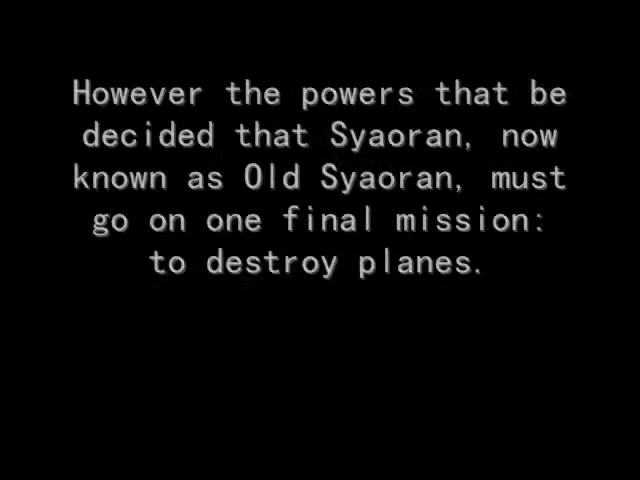 However the powers that be
decided that Syaoran, now
known as Old Syaoran, must
go on one final mission:
to destroy planes.